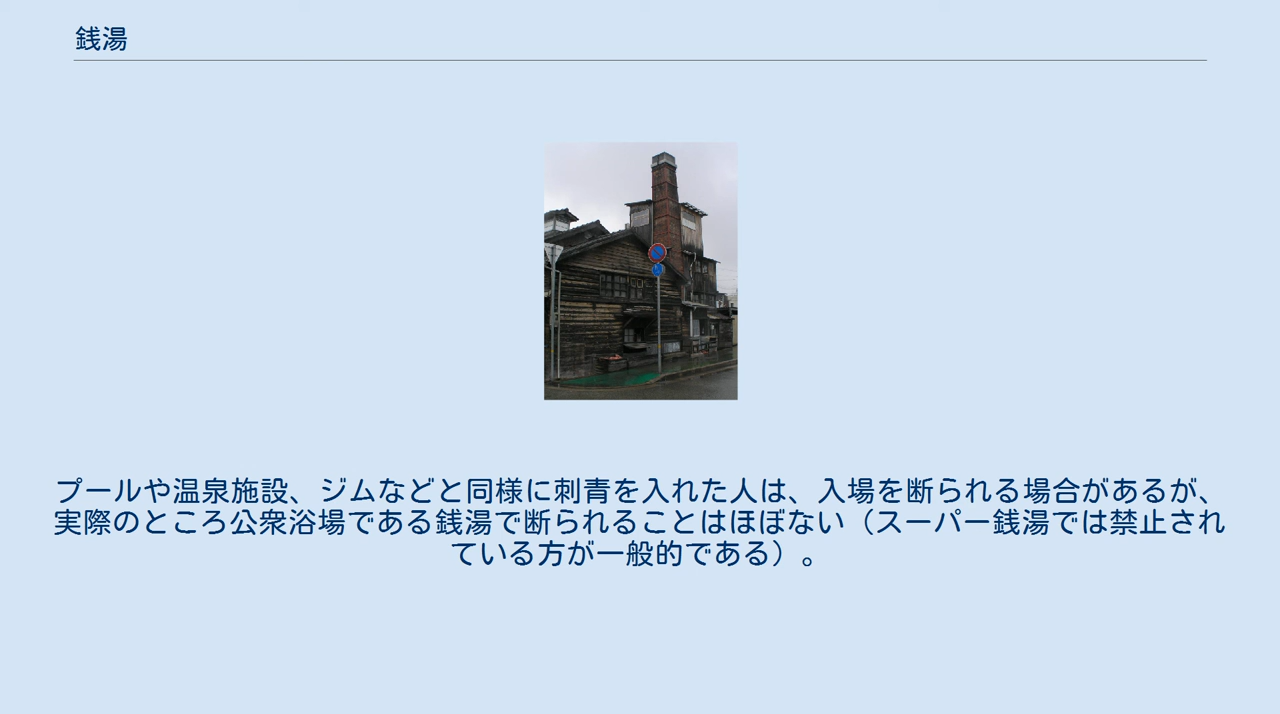 銭湯
プールや温泉施設、ジムなどと同様に刺青を入れた人は、入場を断られる場合があるが、
実際のところ公衆浴場である銭湯で断られることはほぼない（スーパー銭湯では禁止され
ている方が一般的である）。